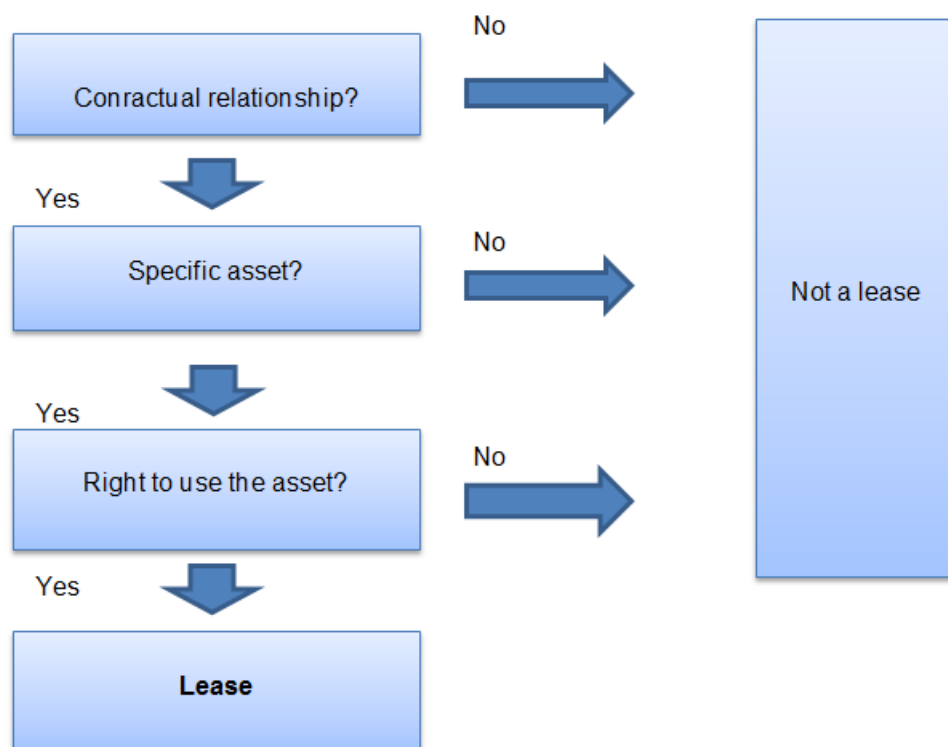 No
Conractual relationship?
Yes
No
Specific asset?
Not a lease
Yes
No
Right to use the asset?
Yes
Lease